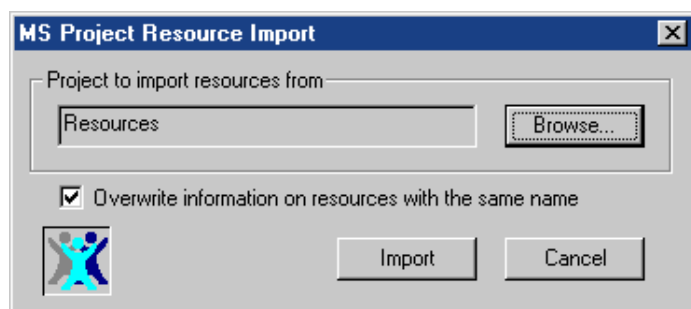 MS Project Resource Import
Project to import resources from
Resources
Browse...
Overwrite information on resources with the same name
Import
Cancel